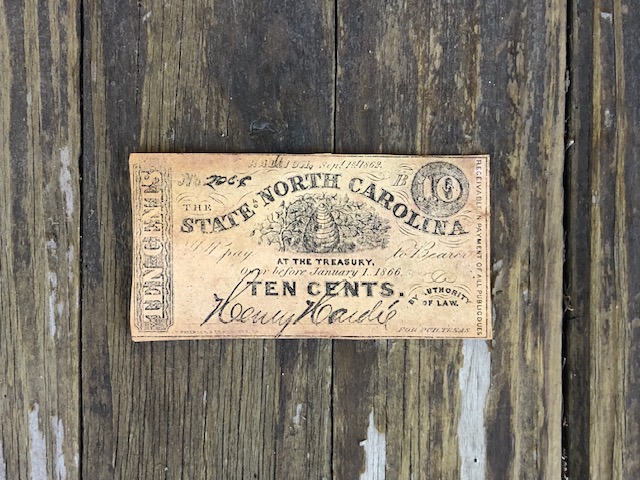 TEN CENTS
RALEIGH, Sept. 1st 1862.
No. B 10
THE
STATE OF NORTH CAROLINA
Will pay to Bearer
AT THE TREASURY,
on or before January 1, 1866.
TEN CENTS.
BY AUTHORITY
OF LAW.
Henry Hardie
FOR PUB. TREAS.
RECEIVABLE IN PAYMENT OF ALL PUBLIC DUES